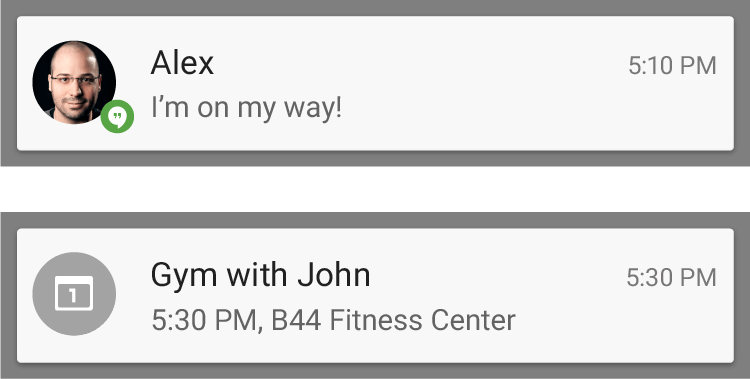 Alex
5:10 PM
I’m on my way!
Gym with John
5:30 PM
1
5:30 PM, B44 Fitness Center